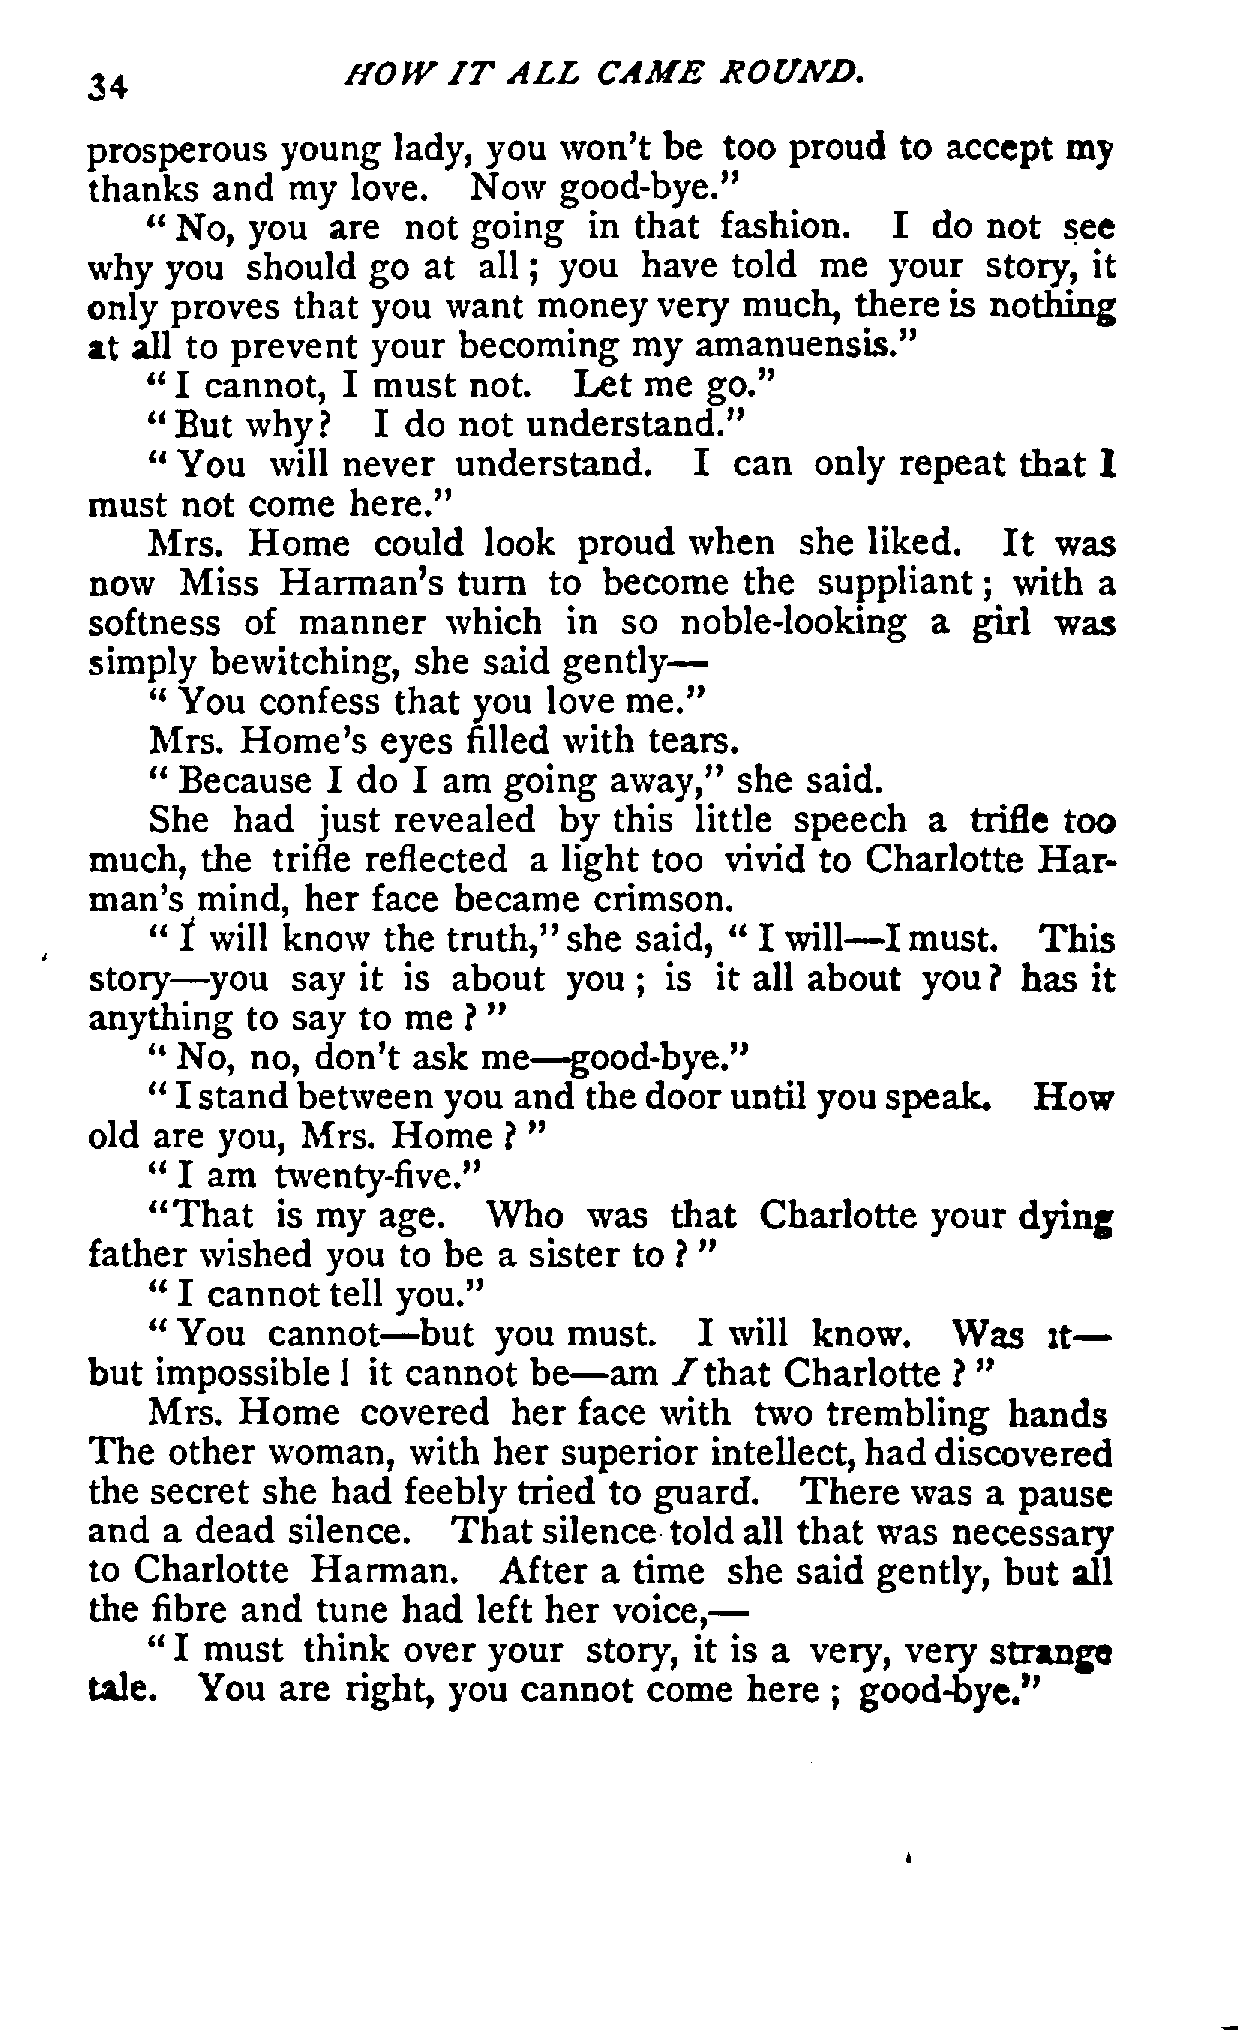 34 HOW IT ALL CAME ROUND.
prosperous young lady, you won't be too proud to accept my
thanks and my love. Now good-bye."
"No, you are not going in that fashion. I do not see
why you should go at all; you have told me your story, it
only proves that you want money very much, there is nothing
at all to prevent your becoming my amanuensis."
"I cannot, I must not. Let me go."
"But why? I do not understand."
"You will never understand. I can only repeat that I
must not come here."
Mrs. Home could look proud when she liked. It was
now Miss Harman's turn to become the suppliant; with a
softness of manner which in so noble-looking a girl was
simply bewitching, she said gently—
"You confess that you love me."
Mrs. Home's eyes filled with tears.
"Because I do I am going away," she said.
She had just revealed by this little speech a trifle too
much, the trifle reflected a light too vivid to Charlotte Har-
man's mind, her face became crimson.
"I will know the truth," she said, "I will—I must. This
story—you say it is about you; is it all about you? has it
anything to say to me?"
"No, no, don't ask me—good-bye."
"I stand between you and the door until you speak. How
old are you, Mrs. Home?"
"I am twenty-five."
"That is my age. Who was that Charlotte your dying
father wished you to be a sister to?"
"I cannot tell you."
"You cannot—but you must. I will know. Was it—
but impossible! it cannot be—am I that Charlotte?"
Mrs. Home covered her face with two trembling hands
The other woman, with her superior intellect, had discovered
the secret she had feebly tried to guard. There was a pause
and a dead silence. That silence told all that was necessary
to Charlotte Harman. After a time she said gently, but all
the fibre and tune had left her voice,—
"I must think over your story, it is a very, very strange
tale. You are right, you cannot come here; good-bye."